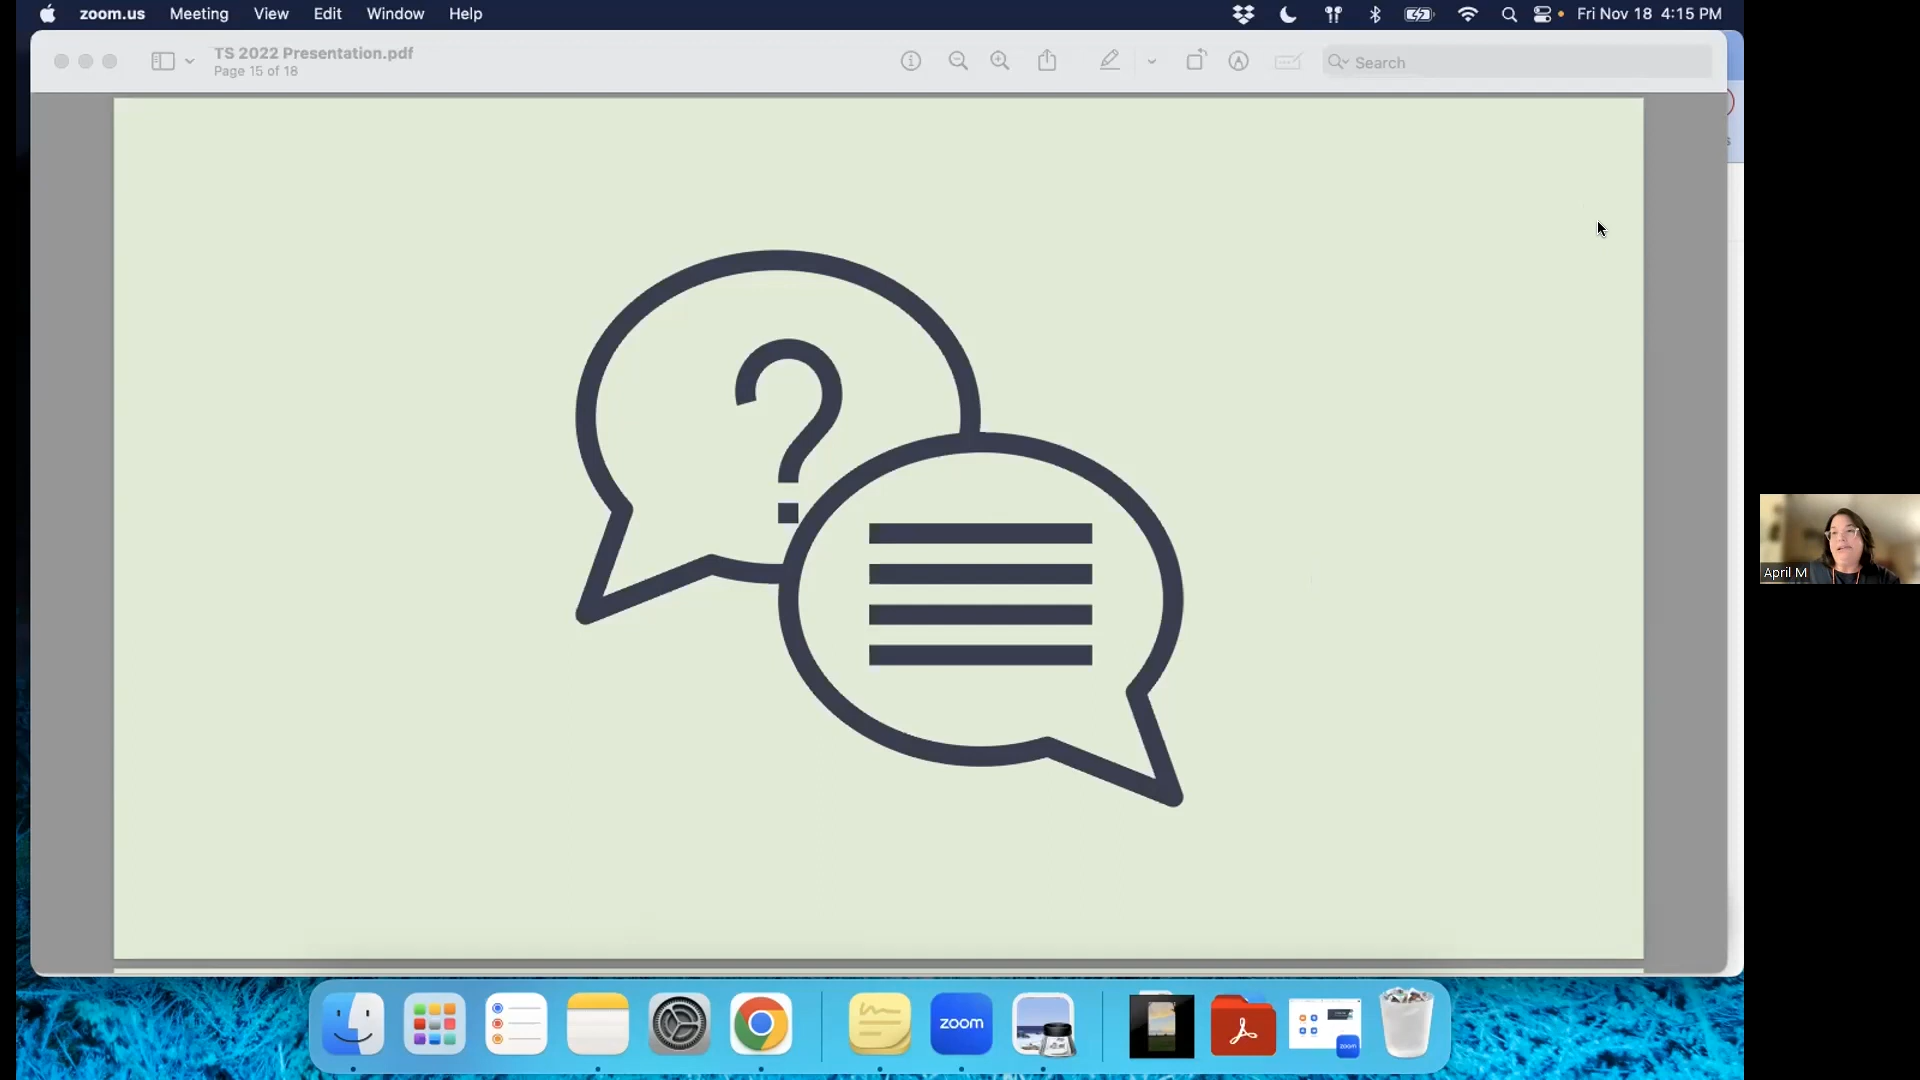 zoom.us Meeting View Edit Window Help Fri Nov 18 4:15 PM
TS 2022 Presentation.pdf
Page 15 of 18
Search
?
April M
zoom
zoom